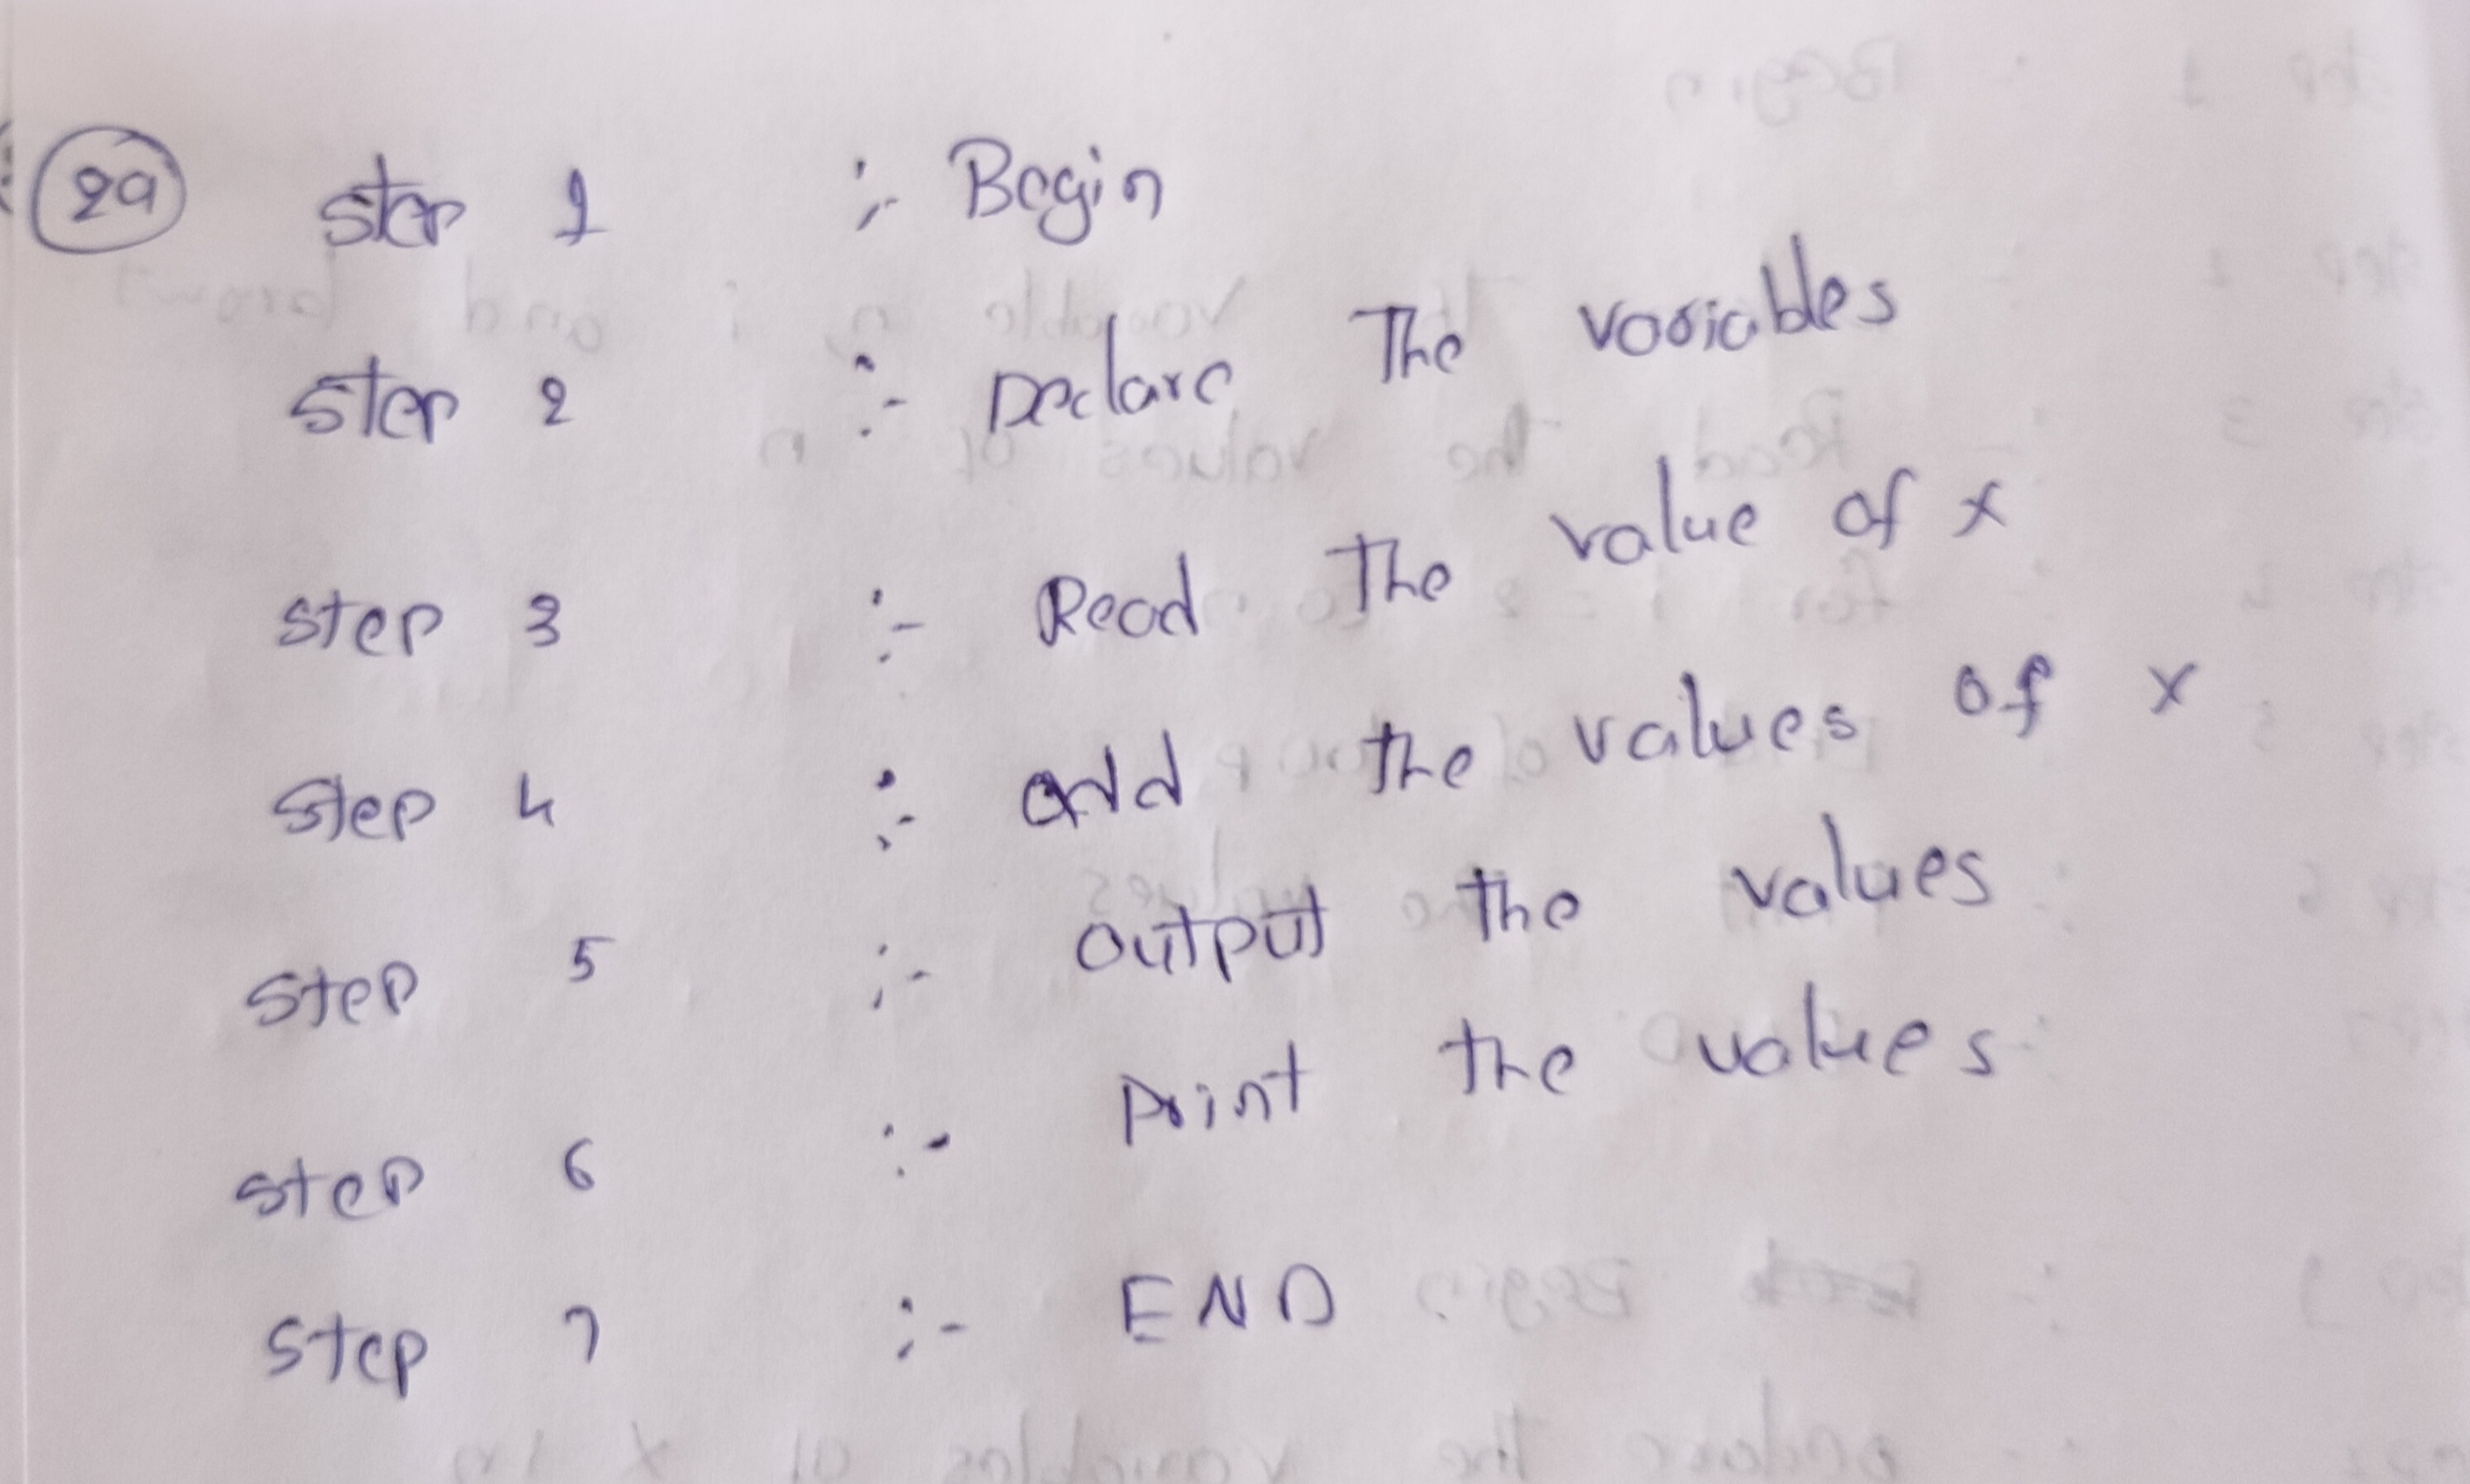 29 Step 1 :- Begin
Step 2 :- Declare The variables
Step 3 :- Read The value of x
Step 4 :- add the values of x
Step 5 :- output the values
Step 6 :- print the values
Step 7 :- END